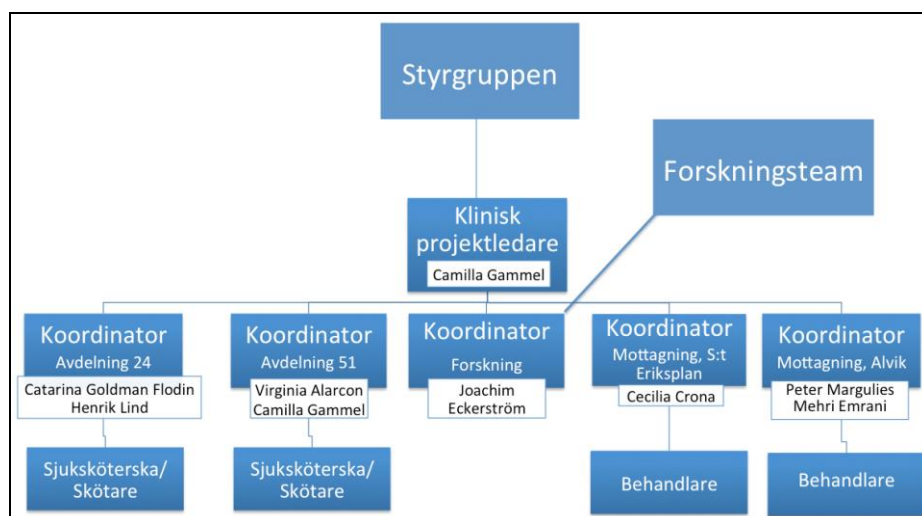 Styrgruppen
Forskningsteam
Klinisk
projektledare
Camilla Gammel
Koordinator
Avdelning 24
Catarina Goldman Flodin
Henrik Lind
Sjuksköterska/
Skötare
Koordinator
Avdelning 51
Virginia Alarcon
Camilla Gammel
Sjuksköterska/
Skötare
Koordinator
Forskning
Joachim
Eckerström
Koordinator
Mottagning, S:t
Eriksplan
Cecilia Crona
Behandlare
Koordinator
Mottagning, Alvik
Peter Margulies
Mehri Emrani
Behandlare